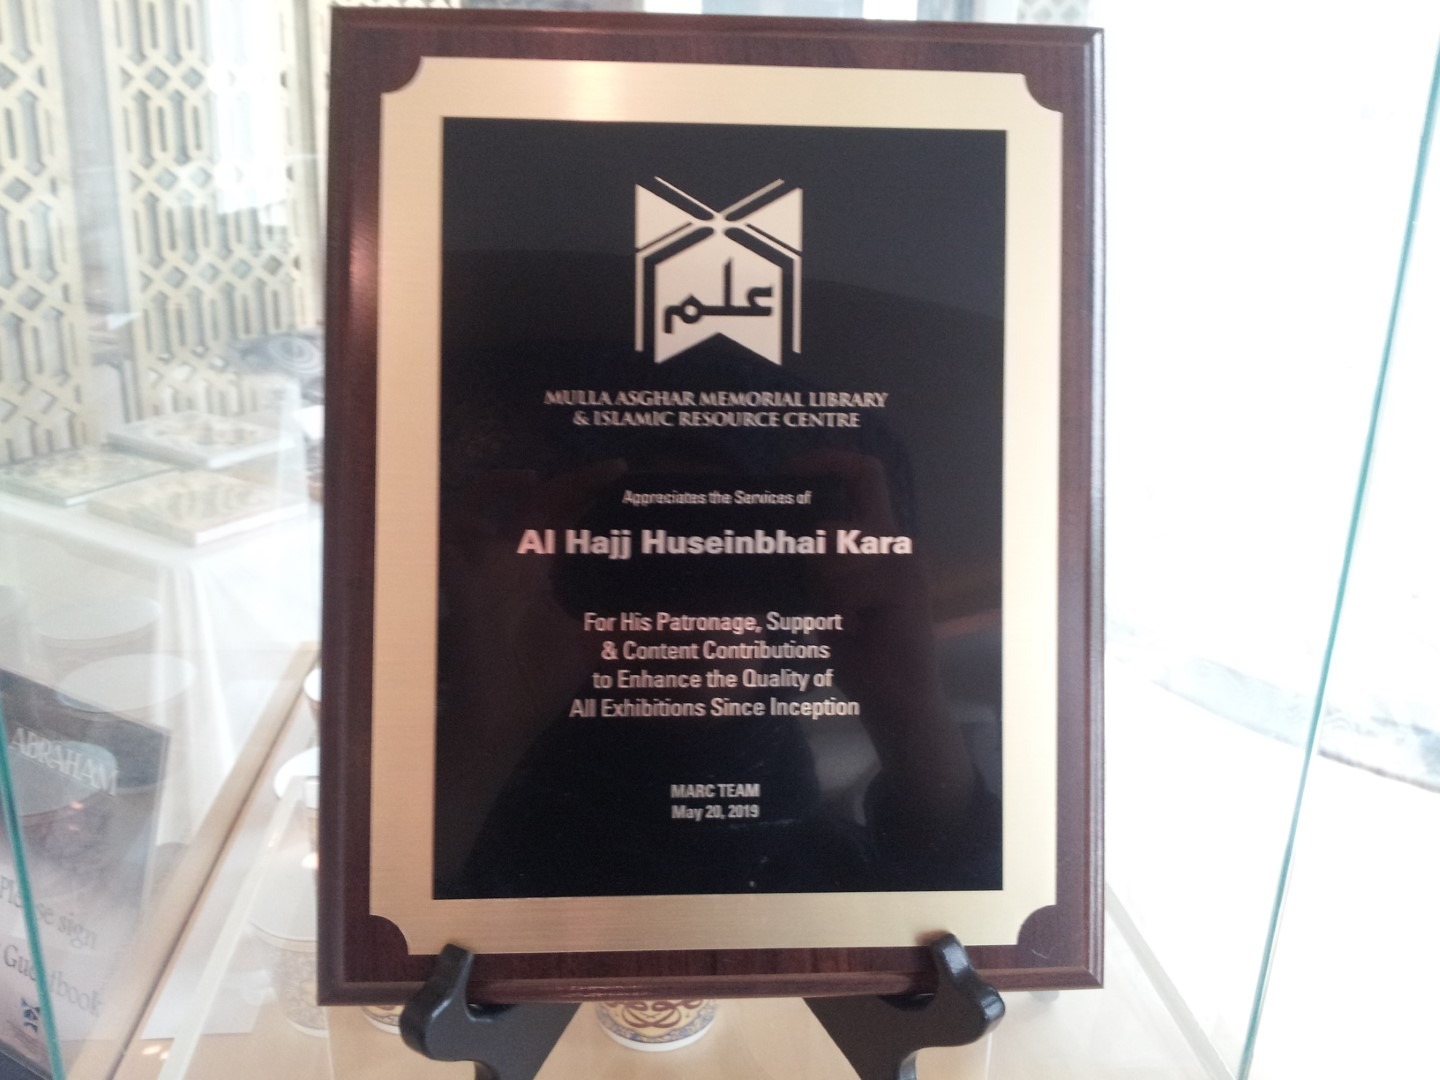 علم
MULLA ASGHAR MEMORIAL LIBRARY
& ISLAMIC RESOURCE CENTRE
Appreciates the Services of
Al Hajj Huseinbhai Kara
For His Patronage, Support
& Content Contributions
to Enhance the Quality of
All Exhibitions Since Inception
MARC TEAM
May 20, 2019
ABRAHAM
Please sign
Guestbook